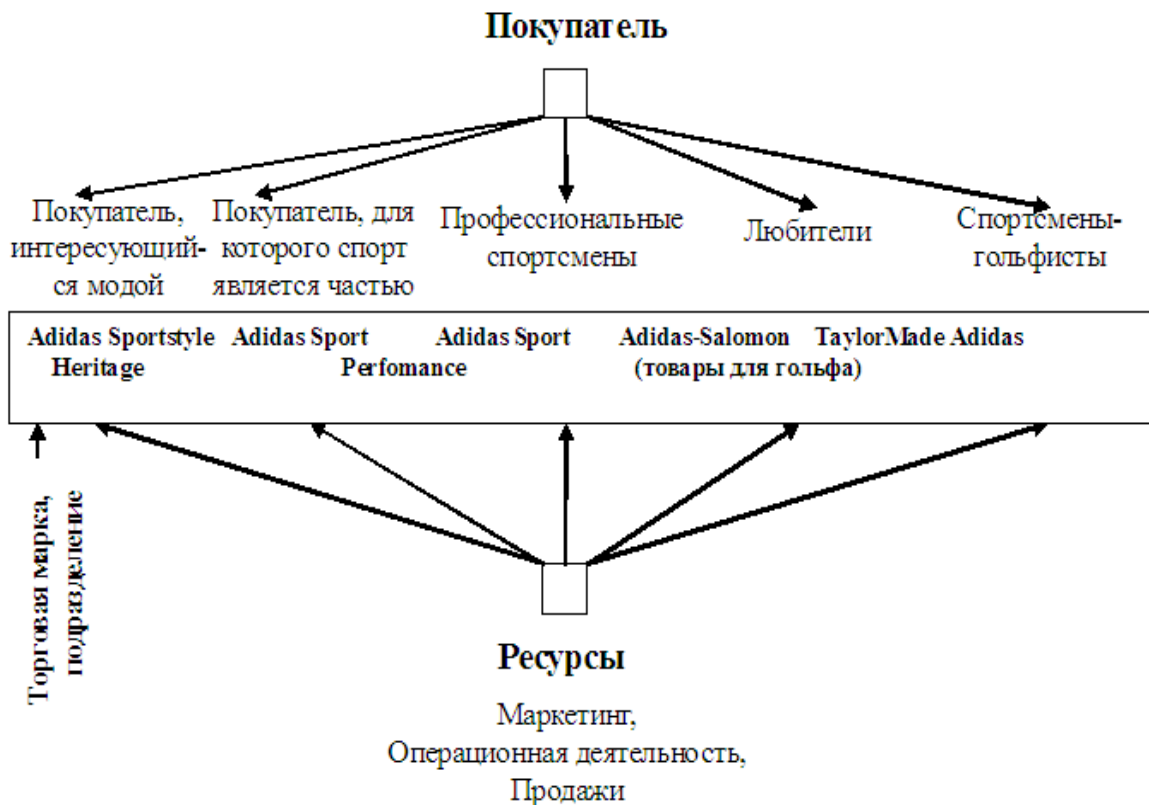 Покупатель
Покупатель,
интересующий-
ся модой
Покупатель, для
которого спорт
является частью
Профессиональные
спортсмены
Любители
Спортсмены-
гольфисты
Adidas Sportstyle Adidas Sport Adidas Sport Adidas-Salomon TaylorMade Adidas
Heritage Perfomance (товары для гольфа)
Торговая марка,
подразделение
Ресурсы
Маркетинг,
Операционная деятельность,
Продажи